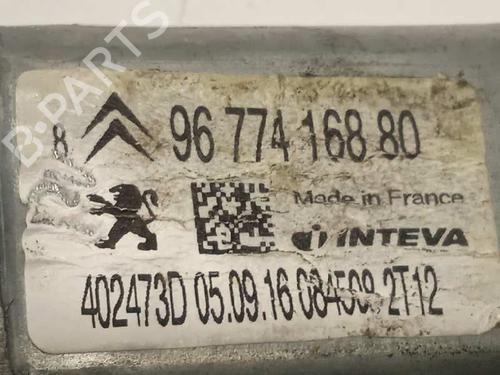 B-PARTS
8 96 774 168 80
Made in France
INTEVA
402473D 05.09.16 084508 2T12